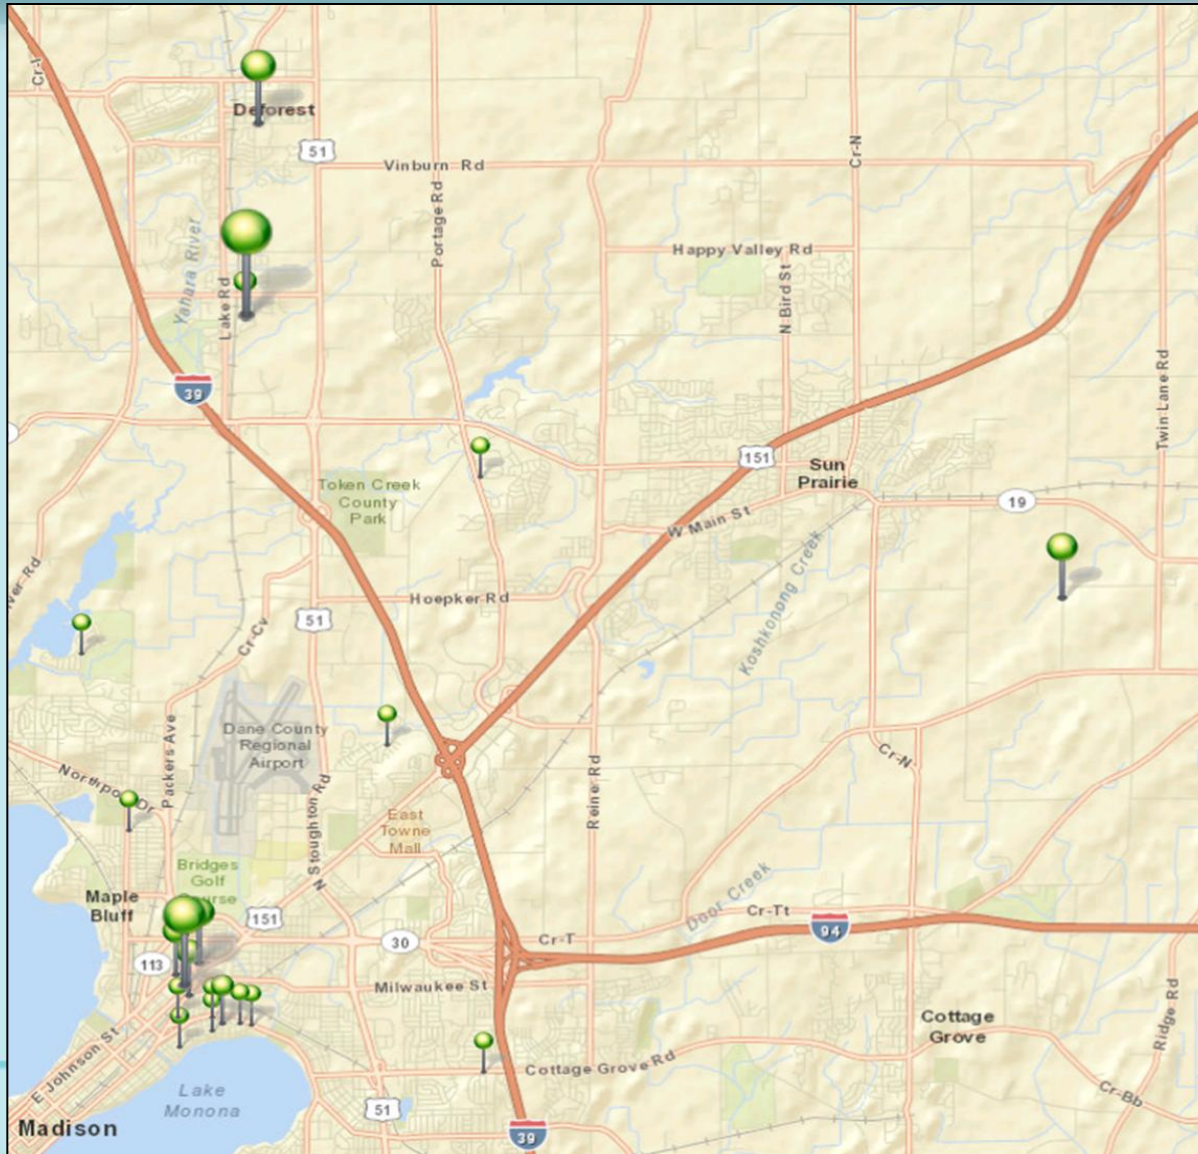 Cr-I
Deforest
51
Vinburn Rd
Cr-N
Portage Rd
Yahara River
Happy Valley Rd
Lake Rd
N Bird St
39
Twin Lane Rd
151
Sun
Prairie
Token Creek
County
Park
19
W Main St
Koshkonong Creek
Hoepker Rd
51
Cr-Cv
Dane County
Regional
Airport
Packers Ave
Cr-N
Northport Dr
Reine Rd
N Stoughton Rd
East
Towne
Mall
Bridges
Golf
Course
Maple
Bluff
151
Door Creek
Cr-Tt
94
30
Cr-T
113
Milwaukee St
Cottage
Grove
Ridge Rd
E Johnson St
Cottage Grove Rd
Lake
Monona
Cr-Bb
51
Madison
39